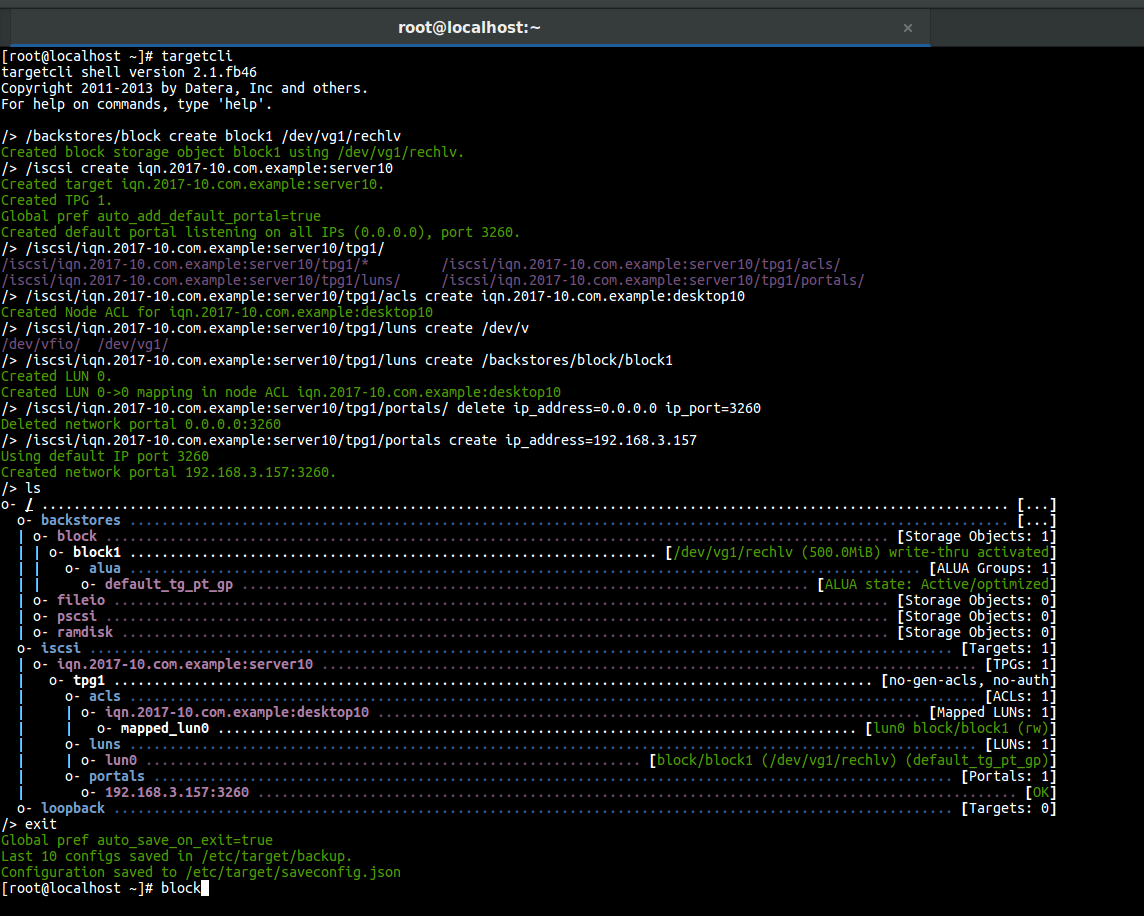 root@localhost:~ ×
[root@localhost ~]# targetcli
targetcli shell version 2.1.fb46
Copyright 2011-2013 by Datera, Inc and others.
For help on commands, type 'help'.
/> /backstores/block create block1 /dev/vg1/rechlv
Created block storage object block1 using /dev/vg1/rechlv.
/> /iscsi create iqn.2017-10.com.example:server10
Created target iqn.2017-10.com.example:server10.
Created TPG 1.
Global pref auto_add_default_portal=true
Created default portal listening on all IPs (0.0.0.0), port 3260.
/> /iscsi/iqn.2017-10.com.example:server10/tpg1/
/iscsi/iqn.2017-10.com.example:server10/tpg1/* /iscsi/iqn.2017-10.com.example:server10/tpg1/acls/
/iscsi/iqn.2017-10.com.example:server10/tpg1/luns/ /iscsi/iqn.2017-10.com.example:server10/tpg1/portals/
/> /iscsi/iqn.2017-10.com.example:server10/tpg1/acls create iqn.2017-10.com.example:desktop10
Created Node ACL for iqn.2017-10.com.example:desktop10
/> /iscsi/iqn.2017-10.com.example:server10/tpg1/luns create /dev/v
/dev/vfio/ /dev/vg1/
/> /iscsi/iqn.2017-10.com.example:server10/tpg1/luns create /backstores/block/block1
Created LUN 0.
Created LUN 0->0 mapping in node ACL iqn.2017-10.com.example:desktop10
/> /iscsi/iqn.2017-10.com.example:server10/tpg1/portals/ delete ip_address=0.0.0.0 ip_port=3260
Deleted network portal 0.0.0.0:3260
/> /iscsi/iqn.2017-10.com.example:server10/tpg1/portals create ip_address=192.168.3.157
Using default IP port 3260
Created network portal 192.168.3.157:3260.
/> ls
o- / ........ [...]
o- backstores ........ [...]
| o- block ........ [Storage Objects: 1]
| | o- block1 ........ [/dev/vg1/rechlv (500.0MiB) write-thru activated]
| | o- alua ........ [ALUA Groups: 1]
| | o- default_tg_pt_gp ........ [ALUA state: Active/optimized]
| o- fileio ........ [Storage Objects: 0]
| o- pscsi ........ [Storage Objects: 0]
| o- ramdisk ........ [Storage Objects: 0]
o- iscsi ........ [Targets: 1]
| o- iqn.2017-10.com.example:server10 ........ [TPGs: 1]
| o- tpg1 ........ [no-gen-acls, no-auth]
| o- acls ........ [ACLs: 1]
| | o- iqn.2017-10.com.example:desktop10 ........ [Mapped LUNs: 1]
| | o- mapped_lun0 ........ [lun0 block/block1 (rw)]
| o- luns ........ [LUNs: 1]
| | o- lun0 ........ [block/block1 (/dev/vg1/rechlv) (default_tg_pt_gp)]
| o- portals ........ [Portals: 1]
| o- 192.168.3.157:3260 ........ [OK]
o- loopback ........ [Targets: 0]
/> exit
Global pref auto_save_on_exit=true
Last 10 configs saved in /etc/target/backup.
Configuration saved to /etc/target/saveconfig.json
[root@localhost ~]# block